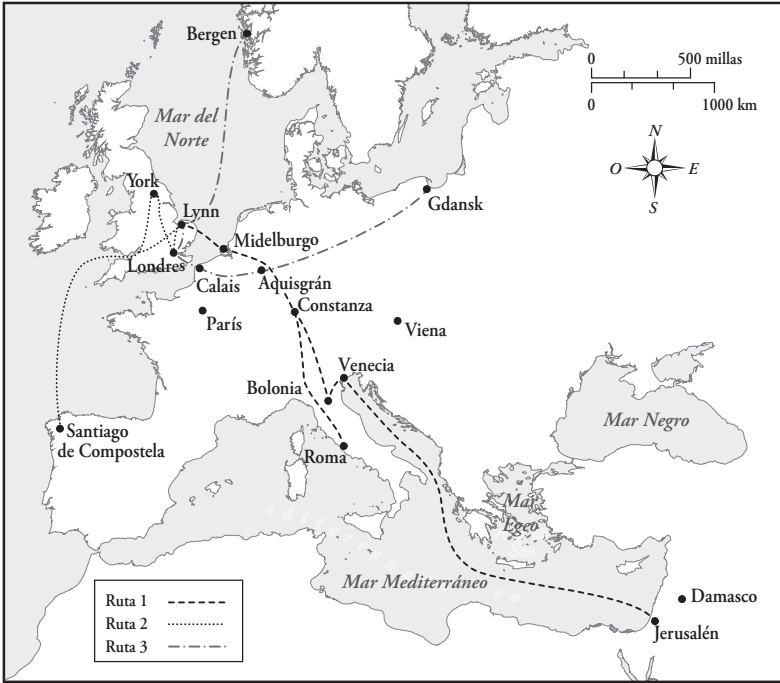 Bergen
0 500 millas
0 1000 km
Mar del
Norte
N
O E
S
York
Lynn
Gdansk
Midelburgo
Londres
Calais
Aquisgrán
Constanza
París
Viena
Venecia
Bolonia
Mar Negro
Santiago
de Compostela
Roma
Mar
Egeo
Mar Mediterráneo
Ruta 1
Ruta 2
Ruta 3
Damasco
Jerusalén